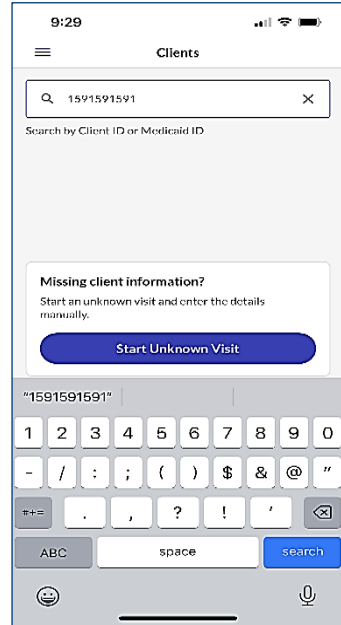 9:29
Clients
1591591591
Search by Client ID or Medicaid ID
Missing client information?
Start an unknown visit and enter the details
manually.
Start Unknown Visit
"1591591591"
1 2 3 4 5 6 7 8 9 0
- / : ; ( ) $ & @ "
#+= . , ? ! '
ABC space search